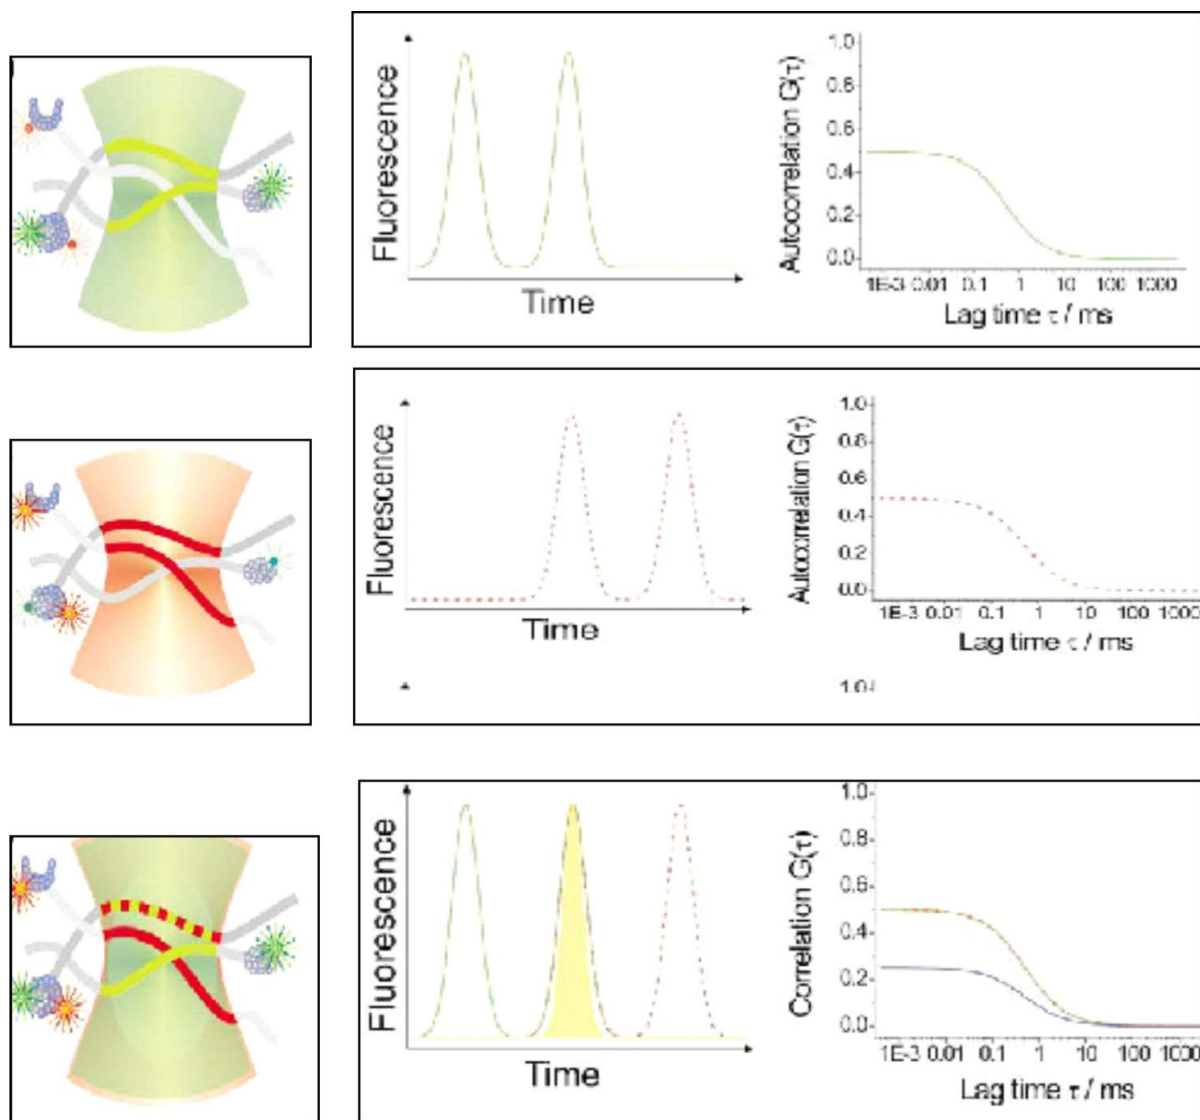 Fluorescence
Time
Autocorrelation G(τ)
1.0
0.8
0.6
0.4
0.2
0.0
1E-3 0.01 0.1 1 10 100 1000
Lag time τ / ms
Fluorescence
Time
Autocorrelation G(τ)
1.0
0.8
0.6
0.4
0.2
0.0
1E-3 0.01 0.1 1 10 100 1000
Lag time τ / ms
1.0
Fluorescence
Time
Correlation G(τ)
1.0
0.8
0.6
0.4
0.2
0.0
1E-3 0.01 0.1 1 10 100 1000
Lag time τ / ms